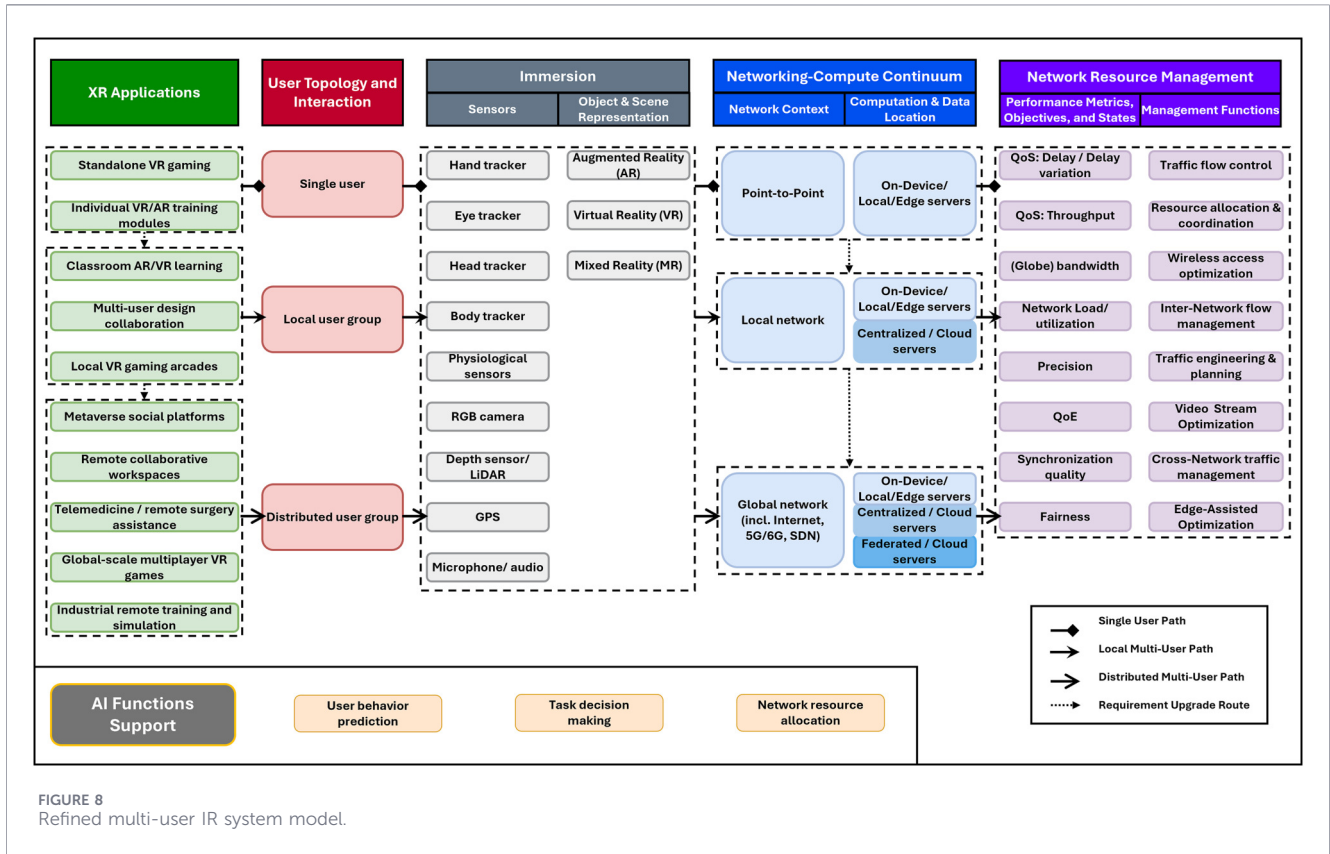 XR Applications
User Topology and
Interaction
Immersion
Sensors
Object & Scene
Representation
Networking-Compute Continuum
Network Context
Computation & Data
Location
Network Resource Management
Performance Metrics,
Objectives, and States
Management Functions
Standalone VR gaming
Individual VR/AR training
modules
Classroom AR/VR learning
Multi-user design
collaboration
Local VR gaming arcades
Metaverse social platforms
Remote collaborative
workspaces
Telemedicine / remote surgery
assistance
Global-scale multiplayer VR
games
Industrial remote training and
simulation
Single user
Local user group
Distributed user group
Hand tracker
Eye tracker
Head tracker
Body tracker
Physiological
sensors
RGB camera
Depth sensor/
LiDAR
GPS
Microphone/ audio
Augmented Reality
(AR)
Virtual Reality (VR)
Mixed Reality (MR)
Point-to-Point
On-Device/
Local/Edge servers
Local network
On-Device/
Local/Edge servers
Centralized / Cloud
servers
Global network
(incl. Internet,
5G/6G, SDN)
On-Device/
Local/Edge servers
Centralized / Cloud
servers
Federated / Cloud
servers
QoS: Delay / Delay
variation
QoS: Throughput
(Globe) bandwidth
Network Load/
utilization
Precision
QoE
Synchronization
quality
Fairness
Traffic flow control
Resource allocation &
coordination
Wireless access
optimization
Inter-Network flow
management
Traffic engineering &
planning
Video Stream
Optimization
Cross-Network traffic
management
Edge-Assisted
Optimization
Single User Path
Local Multi-User Path
Distributed Multi-User Path
Requirement Upgrade Route
AI Functions
Support
User behavior
prediction
Task decision
making
Network resource
allocation
FIGURE 8
Refined multi-user IR system model.